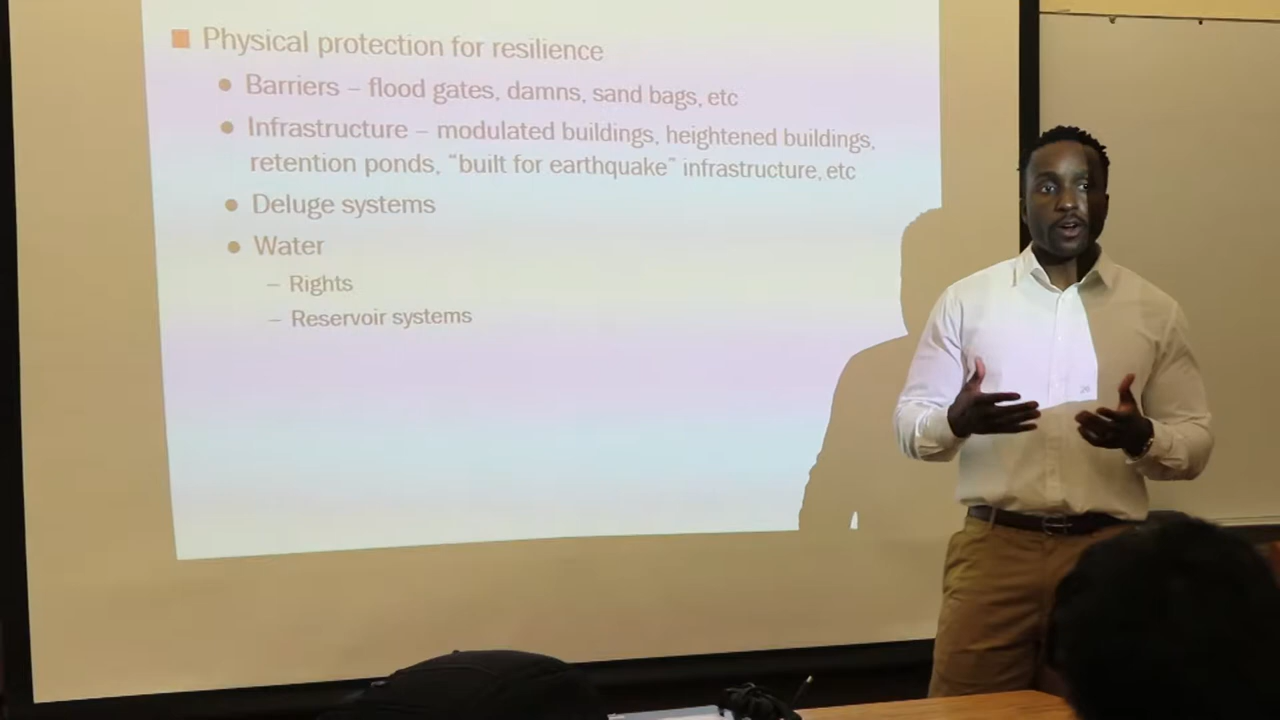 Physical protection for resilience
Barriers – flood gates, damns, sand bags, etc
Infrastructure – modulated buildings, heightened buildings,
retention ponds, "built for earthquake" infrastructure, etc
Deluge systems
Water
– Rights
– Reservoir systems